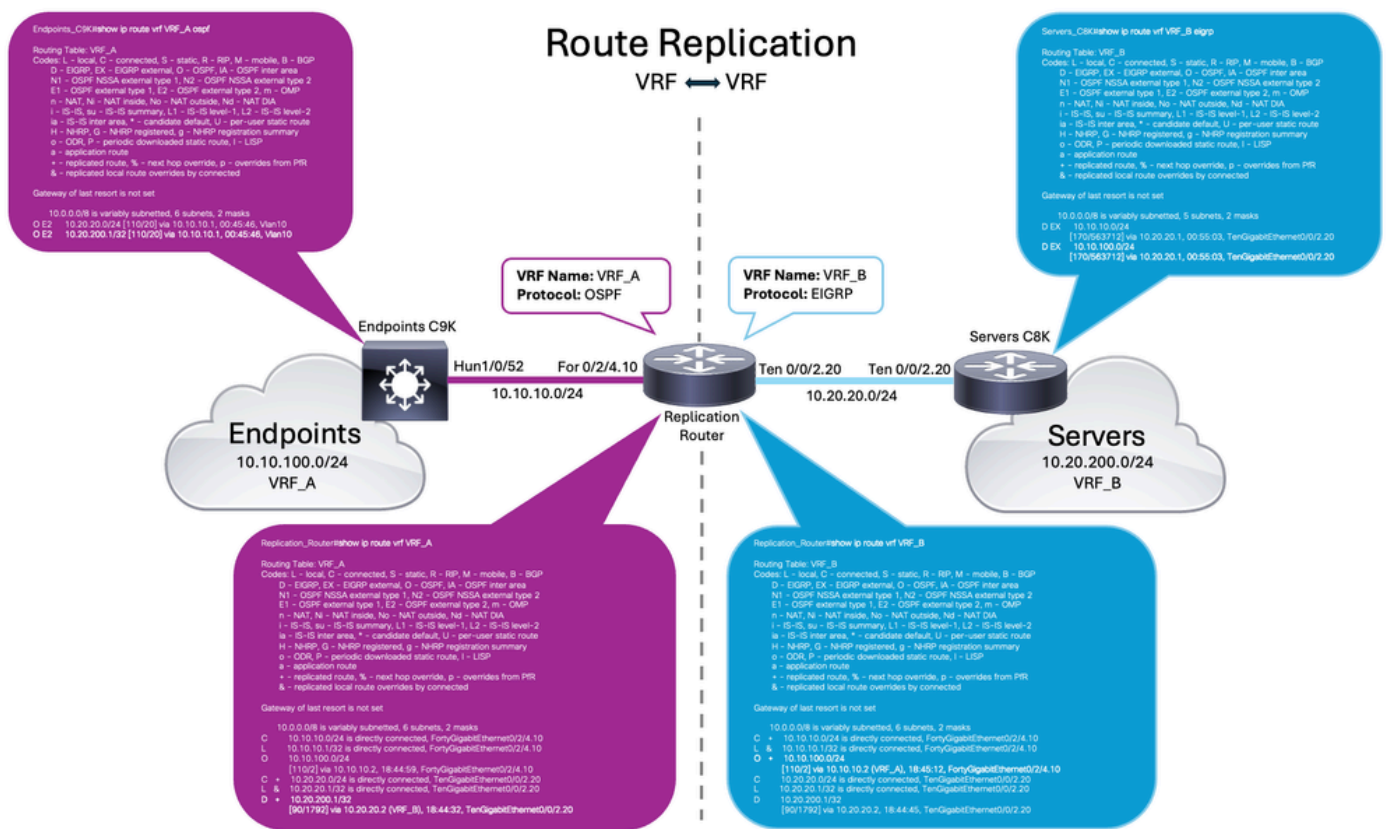 Route Replication
VRF ⟷ VRF
Endpoints_C9K#show ip route vrf VRF_A ospf
Routing Table: VRF_A
Codes: L - local, C - connected, S - static, R - RIP, M - mobile, B - BGP
D - EIGRP, EX - EIGRP external, O - OSPF, IA - OSPF inter area
N1 - OSPF NSSA external type 1, N2 - OSPF NSSA external type 2
E1 - OSPF external type 1, E2 - OSPF external type 2, m - OMP
n - NAT, Ni - NAT inside, No - NAT outside, Nd - NAT DIA
i - IS-IS, su - IS-IS summary, L1 - IS-IS level-1, L2 - IS-IS level-2
ia - IS-IS inter area, * - candidate default, U - per-user static route
H - NHRP, G - NHRP registered, g - NHRP registration summary
o - ODR, P - periodic downloaded static route, l - LISP
a - application route
+ - replicated route, % - next hop override, p - overrides from PfR
& - replicated local route overrides by connected
Gateway of last resort is not set
10.0.0.0/8 is variably subnetted, 6 subnets, 2 masks
O E2 10.20.20.0/24 [110/20] via 10.10.10.1, 00:45:46, Vlan10
O E2 10.20.200.1/32 [110/20] via 10.10.10.1, 00:45:46, Vlan10
Servers_C8K#show ip route vrf VRF_B eigrp
Routing Table: VRF_B
Codes: L - local, C - connected, S - static, R - RIP, M - mobile, B - BGP
D - EIGRP, EX - EIGRP external, O - OSPF, IA - OSPF inter area
N1 - OSPF NSSA external type 1, N2 - OSPF NSSA external type 2
E1 - OSPF external type 1, E2 - OSPF external type 2, m - OMP
n - NAT, Ni - NAT inside, No - NAT outside, Nd - NAT DIA
i - IS-IS, su - IS-IS summary, L1 - IS-IS level-1, L2 - IS-IS level-2
ia - IS-IS inter area, * - candidate default, U - per-user static route
H - NHRP, G - NHRP registered, g - NHRP registration summary
o - ODR, P - periodic downloaded static route, l - LISP
a - application route
+ - replicated route, % - next hop override, p - overrides from PfR
& - replicated local route overrides by connected
Gateway of last resort is not set
10.0.0.0/8 is variably subnetted, 5 subnets, 2 masks
D EX 10.10.10.0/24
[170/563712] via 10.20.20.1, 00:55:03, TenGigabitEthernet0/0/2.20
D EX 10.10.100.0/24
[170/563712] via 10.20.20.1, 00:55:03, TenGigabitEthernet0/0/2.20
VRF Name: VRF_A
Protocol: OSPF
VRF Name: VRF_B
Protocol: EIGRP
Endpoints C9K
Servers C8K
Hun1/0/52
For 0/2/4.10
Ten 0/0/2.20
Ten 0/0/2.20
10.10.10.0/24
10.20.20.0/24
Replication
Router
Endpoints
10.10.100.0/24
VRF_A
Servers
10.20.200.0/24
VRF_B
Replication_Router#show ip route vrf VRF_A
Routing Table: VRF_A
Codes: L - local, C - connected, S - static, R - RIP, M - mobile, B - BGP
D - EIGRP, EX - EIGRP external, O - OSPF, IA - OSPF inter area
N1 - OSPF NSSA external type 1, N2 - OSPF NSSA external type 2
E1 - OSPF external type 1, E2 - OSPF external type 2, m - OMP
n - NAT, Ni - NAT inside, No - NAT outside, Nd - NAT DIA
i - IS-IS, su - IS-IS summary, L1 - IS-IS level-1, L2 - IS-IS level-2
ia - IS-IS inter area, * - candidate default, U - per-user static route
H - NHRP, G - NHRP registered, g - NHRP registration summary
o - ODR, P - periodic downloaded static route, l - LISP
a - application route
+ - replicated route, % - next hop override, p - overrides from PfR
& - replicated local route overrides by connected
Gateway of last resort is not set
10.0.0.0/8 is variably subnetted, 6 subnets, 2 masks
C 10.10.10.0/24 is directly connected, FortyGigabitEthernet0/2/4.10
L 10.10.10.1/32 is directly connected, FortyGigabitEthernet0/2/4.10
O 10.10.100.0/24
[110/2] via 10.10.10.2, 18:44:59, FortyGigabitEthernet0/2/4.10
C + 10.20.20.0/24 is directly connected, TenGigabitEthernet0/0/2.20
L & 10.20.20.1/32 is directly connected, TenGigabitEthernet0/0/2.20
D + 10.20.200.1/32
[90/1792] via 10.20.20.2 (VRF_B), 18:44:32, TenGigabitEthernet0/0/2.20
Replication_Router#show ip route vrf VRF_B
Routing Table: VRF_B
Codes: L - local, C - connected, S - static, R - RIP, M - mobile, B - BGP
D - EIGRP, EX - EIGRP external, O - OSPF, IA - OSPF inter area
N1 - OSPF NSSA external type 1, N2 - OSPF NSSA external type 2
E1 - OSPF external type 1, E2 - OSPF external type 2, m - OMP
n - NAT, Ni - NAT inside, No - NAT outside, Nd - NAT DIA
i - IS-IS, su - IS-IS summary, L1 - IS-IS level-1, L2 - IS-IS level-2
ia - IS-IS inter area, * - candidate default, U - per-user static route
H - NHRP, G - NHRP registered, g - NHRP registration summary
o - ODR, P - periodic downloaded static route, l - LISP
a - application route
+ - replicated route, % - next hop override, p - overrides from PfR
& - replicated local route overrides by connected
Gateway of last resort is not set
10.0.0.0/8 is variably subnetted, 6 subnets, 2 masks
C + 10.10.10.0/24 is directly connected, FortyGigabitEthernet0/2/4.10
L & 10.10.10.1/32 is directly connected, FortyGigabitEthernet0/2/4.10
O + 10.10.100.0/24
[110/2] via 10.10.10.2 (VRF_A), 18:45:12, FortyGigabitEthernet0/2/4.10
C 10.20.20.0/24 is directly connected, TenGigabitEthernet0/0/2.20
L 10.20.20.1/32 is directly connected, TenGigabitEthernet0/0/2.20
D 10.20.200.1/32
[90/1792] via 10.20.20.2, 18:44:45, TenGigabitEthernet0/0/2.20